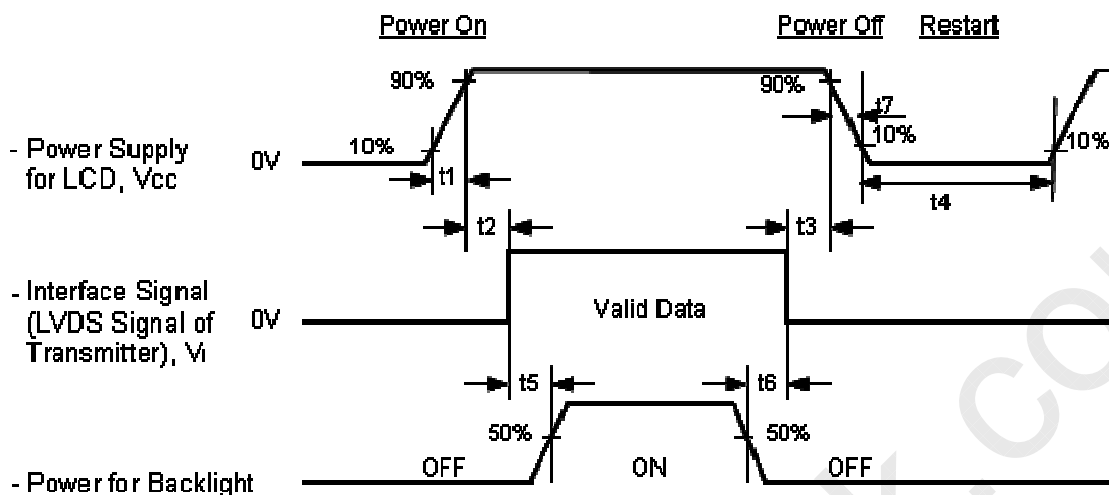 Power On
Power Off
Restart
90%
90%
t7
10%
10%
10%
- Power Supply
for LCD, Vcc
0V
t1
t4
t2
t3
- Interface Signal
(LVDS Signal of
Transmitter), Vi
0V
Valid Data
t5
t6
50%
50%
- Power for Backlight
OFF
ON
OFF